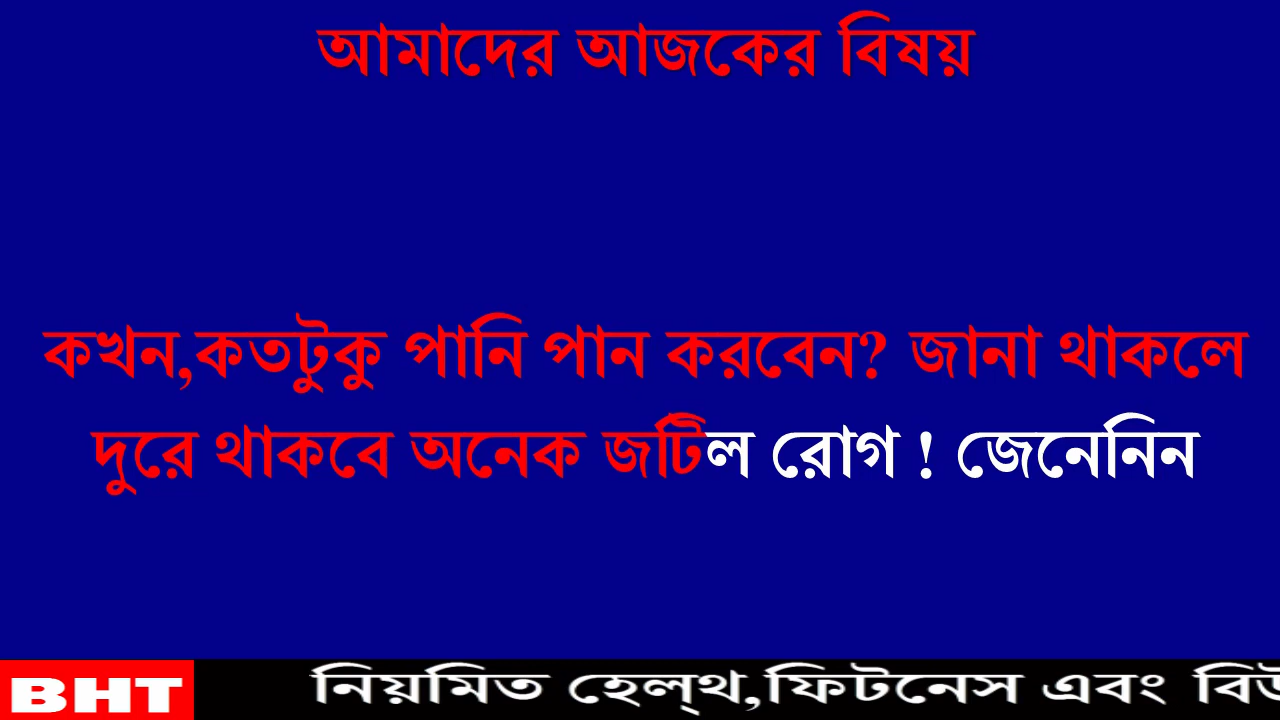 আমাদের আজকের বিষয়
কখন,কতটুকু পানি পান করবেন? জানা থাকলে
দুরে থাকবে অনেক জটিল রোগ ! জেনেনিন
BHT নিয়মিত হেল্থ,ফিটনেস এবং